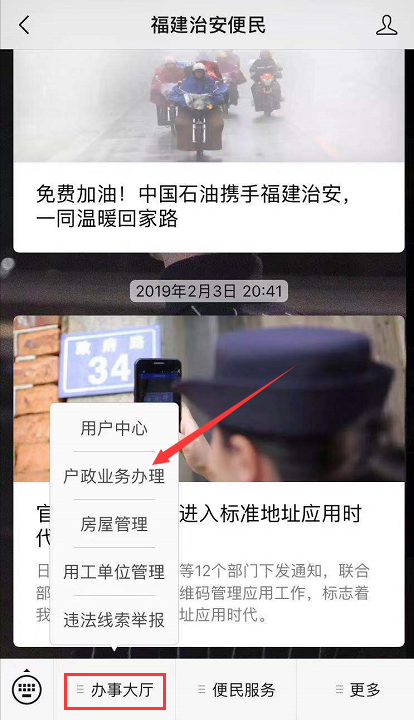 福建治安便民
免费加油！中国石油携手福建治安，
一同温暖回家路
2019年2月3日 20:41
政府路
34
用户中心
户政业务办理
房屋管理
用工单位管理
违法线索举报
官
进入标准地址应用时
代
日
等12个部门下发通知，联合
部
维码管理应用工作，标志着
我
址应用时代。
办事大厅
便民服务
更多